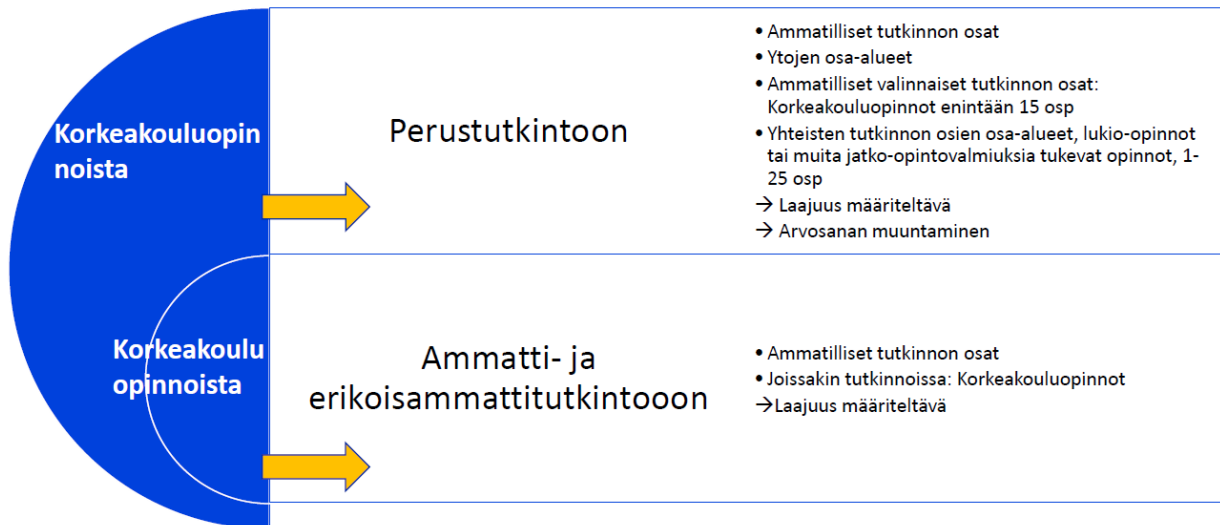 Korkeakouluopin
noista
Perustutkintoon
• Ammatilliset tutkinnon osat
• Ytojen osa-alueet
• Ammatilliset valinnaiset tutkinnon osat:
Korkeakouluopinnot enintään 15 osp
• Yhteisten tutkinnon osien osa-alueet, lukio-opinnot
tai muita jatko-opintovalmiuksia tukevat opinnot, 1-
25 osp
→ Laajuus määriteltävä
→ Arvosanan muuntaminen
Korkeakoulu
opinnoista
Ammatti- ja
erikoisammattitutkintooon
• Ammatilliset tutkinnon osat
• Joissakin tutkinnoissa: Korkeakouluopinnot
→Laajuus määriteltävä